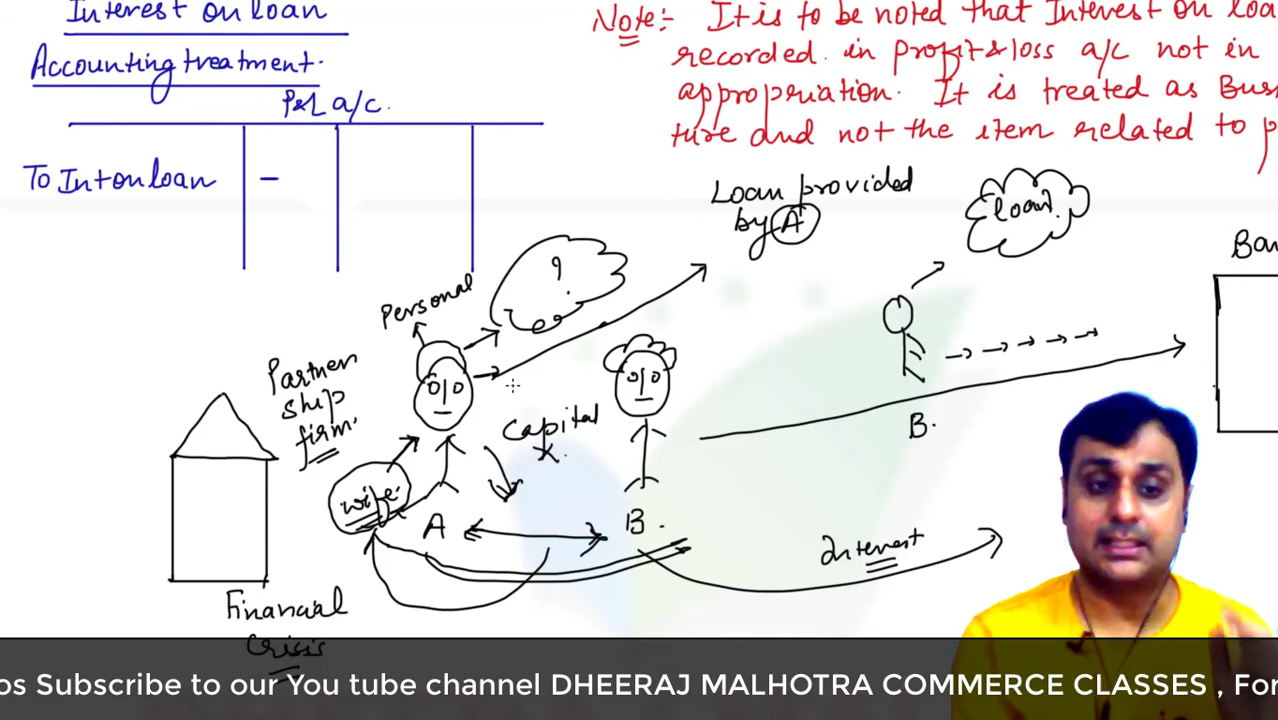 Interest on loan
Accounting treatment.
P&L a/c.
To Int on loan –
Note:- It is to be noted that Interest on loa
recorded. in profit & loss a/c not in
appropriation. It is treated as Buss
ture and not the item related to p
Loan provided
by A
loan.
Ban
Personal
?
Partner
ship
firm.
Capital
wife.
A
B.
B.
Interest
Financial
crisis
os Subscribe to our You tube channel DHEERAJ MALHOTRA COMMERCE CLASSES , For